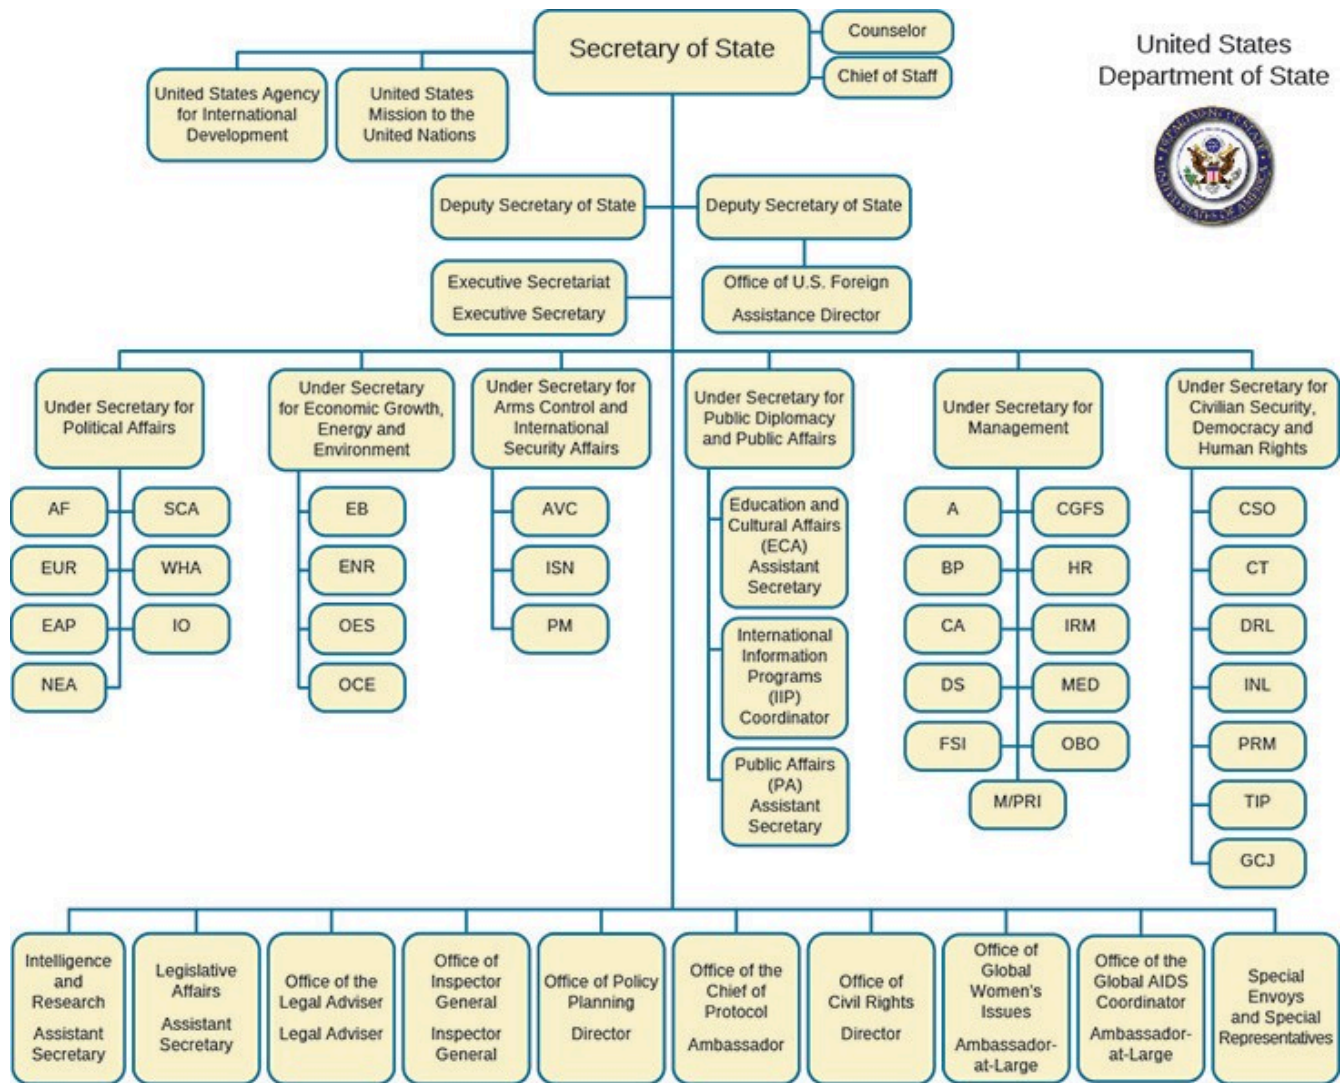 Secretary of State
Counselor
Chief of Staff
United States
Department of State
DEPARTMENT OF STATE
UNITED STATES OF AMERICA
United States Agency
for International
Development
United States
Mission to the
United Nations
Deputy Secretary of State
Deputy Secretary of State
Executive Secretariat
Executive Secretary
Office of U.S. Foreign
Assistance Director
Under Secretary for
Political Affairs
Under Secretary
for Economic Growth,
Energy and
Environment
Under Secretary for
Arms Control and
International
Security Affairs
Under Secretary for
Public Diplomacy
and Public Affairs
Under Secretary for
Management
Under Secretary for
Civilian Security,
Democracy and
Human Rights
AF
SCA
EUR
WHA
EAP
IO
NEA
EB
ENR
OES
OCE
AVC
ISN
PM
Education and
Cultural Affairs
(ECA)
Assistant
Secretary
International
Information
Programs
(IIP)
Coordinator
Public Affairs
(PA)
Assistant
Secretary
A
CGFS
BP
HR
CA
IRM
DS
MED
FSI
OBO
M/PRI
CSO
CT
DRL
INL
PRM
TIP
GCJ
Intelligence
and
Research
Assistant
Secretary
Legislative
Affairs
Assistant
Secretary
Office of the
Legal Adviser
Legal Adviser
Office of
Inspector
General
Inspector
General
Office of Policy
Planning
Director
Office of the
Chief of
Protocol
Ambassador
Office of
Civil Rights
Director
Office of
Global
Women's
Issues
Ambassador-
at-Large
Office of the
Global AIDS
Coordinator
Ambassador-
at-Large
Special
Envoys
and Special
Representatives